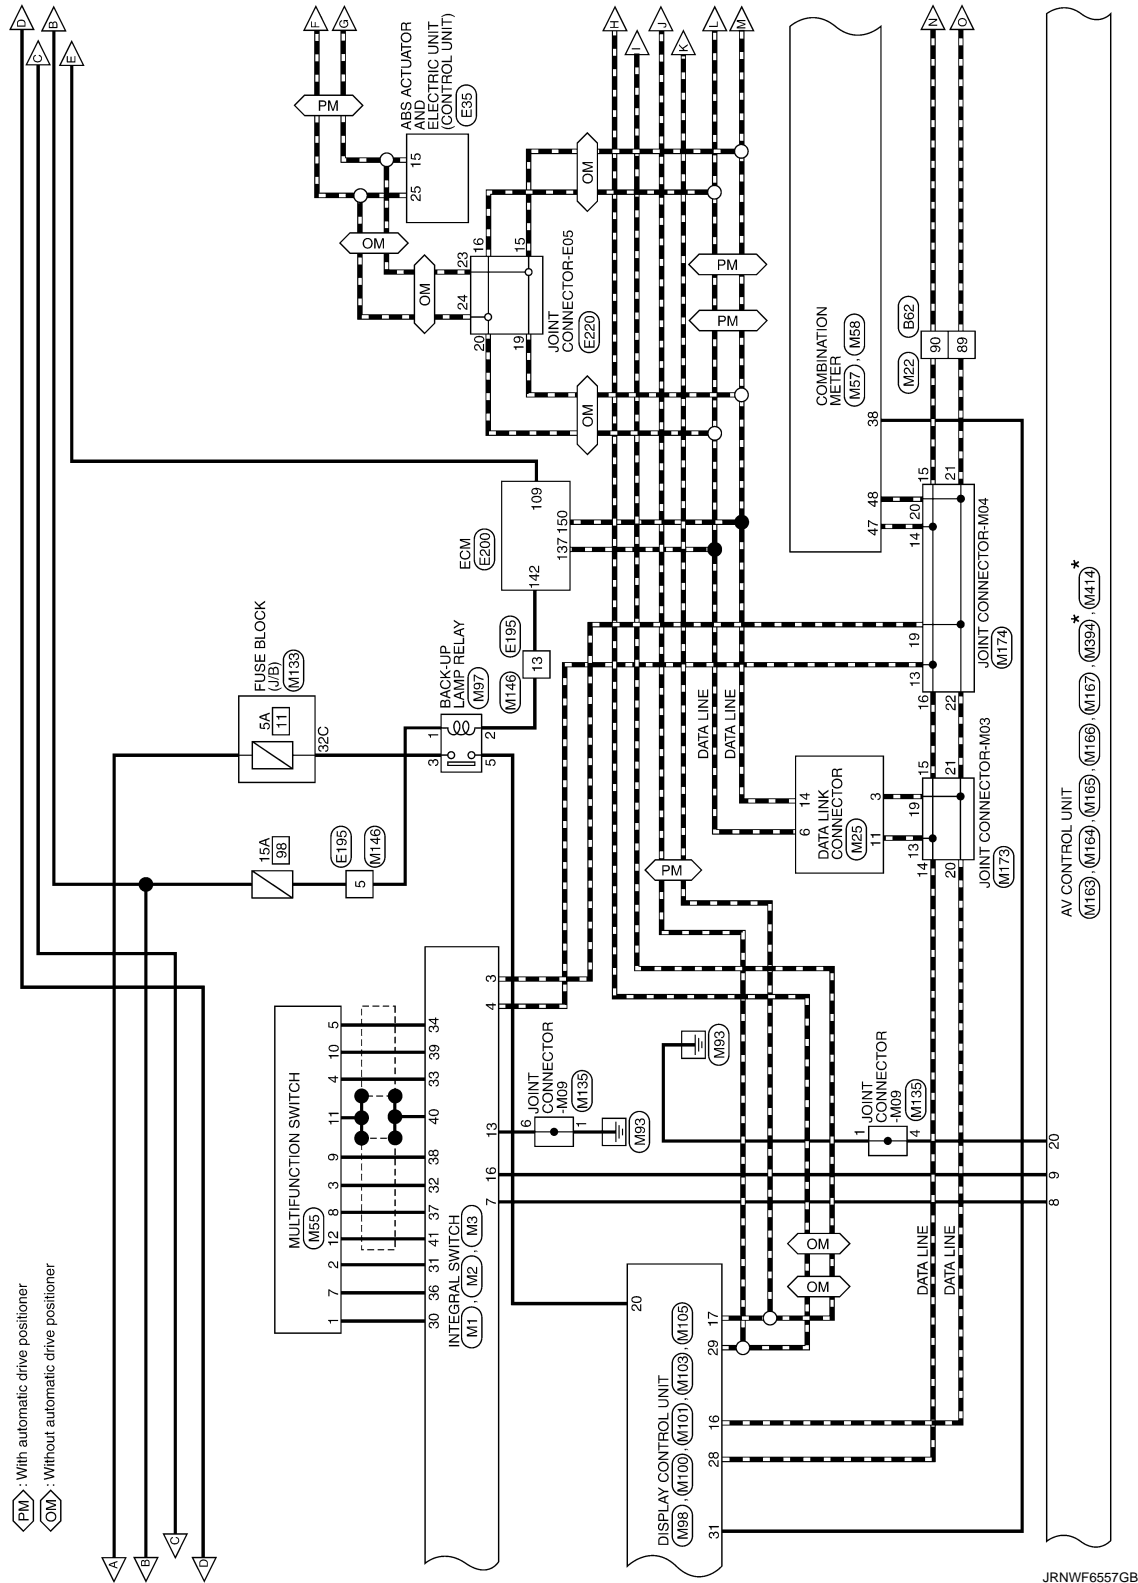 PM : With automatic drive positioner
OM : Without automatic drive positioner
A
B
C
D
D
C
B
E
FUSE BLOCK
(J/B)
M133
5A
11
32C
15A
98
5
E195
M146
BACK-UP
LAMP RELAY
M97
1
2
3
5
M146
E195
13
ECM
E200
142
109
137
150
F
G
PM
ABS ACTUATOR
AND
ELECTRIC UNIT
(CONTROL UNIT)
E35
25
15
OM
OM
24
23
16
15
20
19
JOINT
CONNECTOR-E05
E220
OM
OM
H
I
J
K
L
M
PM
PM
MULTIFUNCTION SWITCH
M55
1
7
2
12
8
3
9
11
4
10
5
30
36
31
41
37
32
38
40
33
39
34
INTEGRAL SWITCH
M1 , M2 , M3
7
16
13
4
3
JOINT
CONNECTOR
-M09
M135
6
1
M93
M93
JOINT
CONNECTOR
-M09
M135
1
4
DISPLAY CONTROL UNIT
M98 , M100 , M101 , M103 , M105
20
31
28
16
29
17
OM
OM
PM
DATA LINE
DATA LINE
DATA LINE
DATA LINE
DATA LINK
CONNECTOR
M25
6
14
11
3
13
19
14
20
15
21
JOINT CONNECTOR-M03
M173
16
22
13
19
14
20
15
21
JOINT CONNECTOR-M04
M174
COMBINATION
METER
M57 , M58
47
48
38
M22
B62
90
89
N
O
AV CONTROL UNIT
M163 , M164 , M165 , M166 , M167 , M394* , M414*
8
9
20
JRNWF6557GB